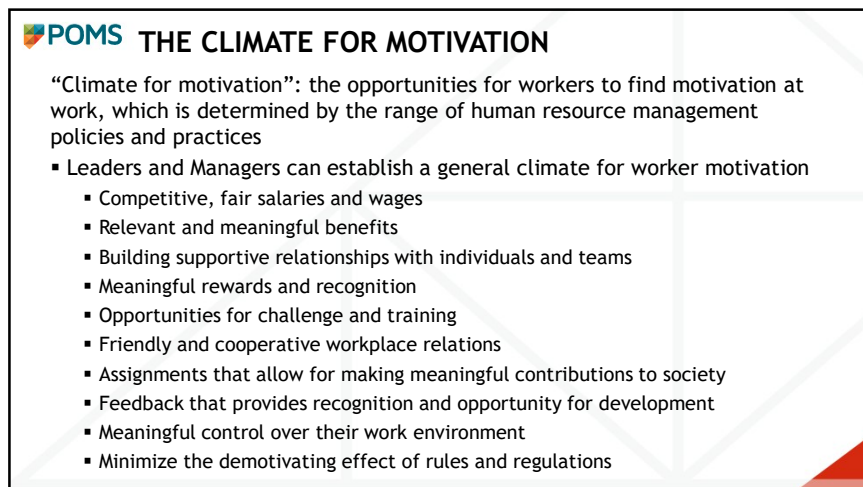 POMS THE CLIMATE FOR MOTIVATION
“Climate for motivation”: the opportunities for workers to find motivation at
work, which is determined by the range of human resource management
policies and practices
▪ Leaders and Managers can establish a general climate for worker motivation
▪ Competitive, fair salaries and wages
▪ Relevant and meaningful benefits
▪ Building supportive relationships with individuals and teams
▪ Meaningful rewards and recognition
▪ Opportunities for challenge and training
▪ Friendly and cooperative workplace relations
▪ Assignments that allow for making meaningful contributions to society
▪ Feedback that provides recognition and opportunity for development
▪ Meaningful control over their work environment
▪ Minimize the demotivating effect of rules and regulations